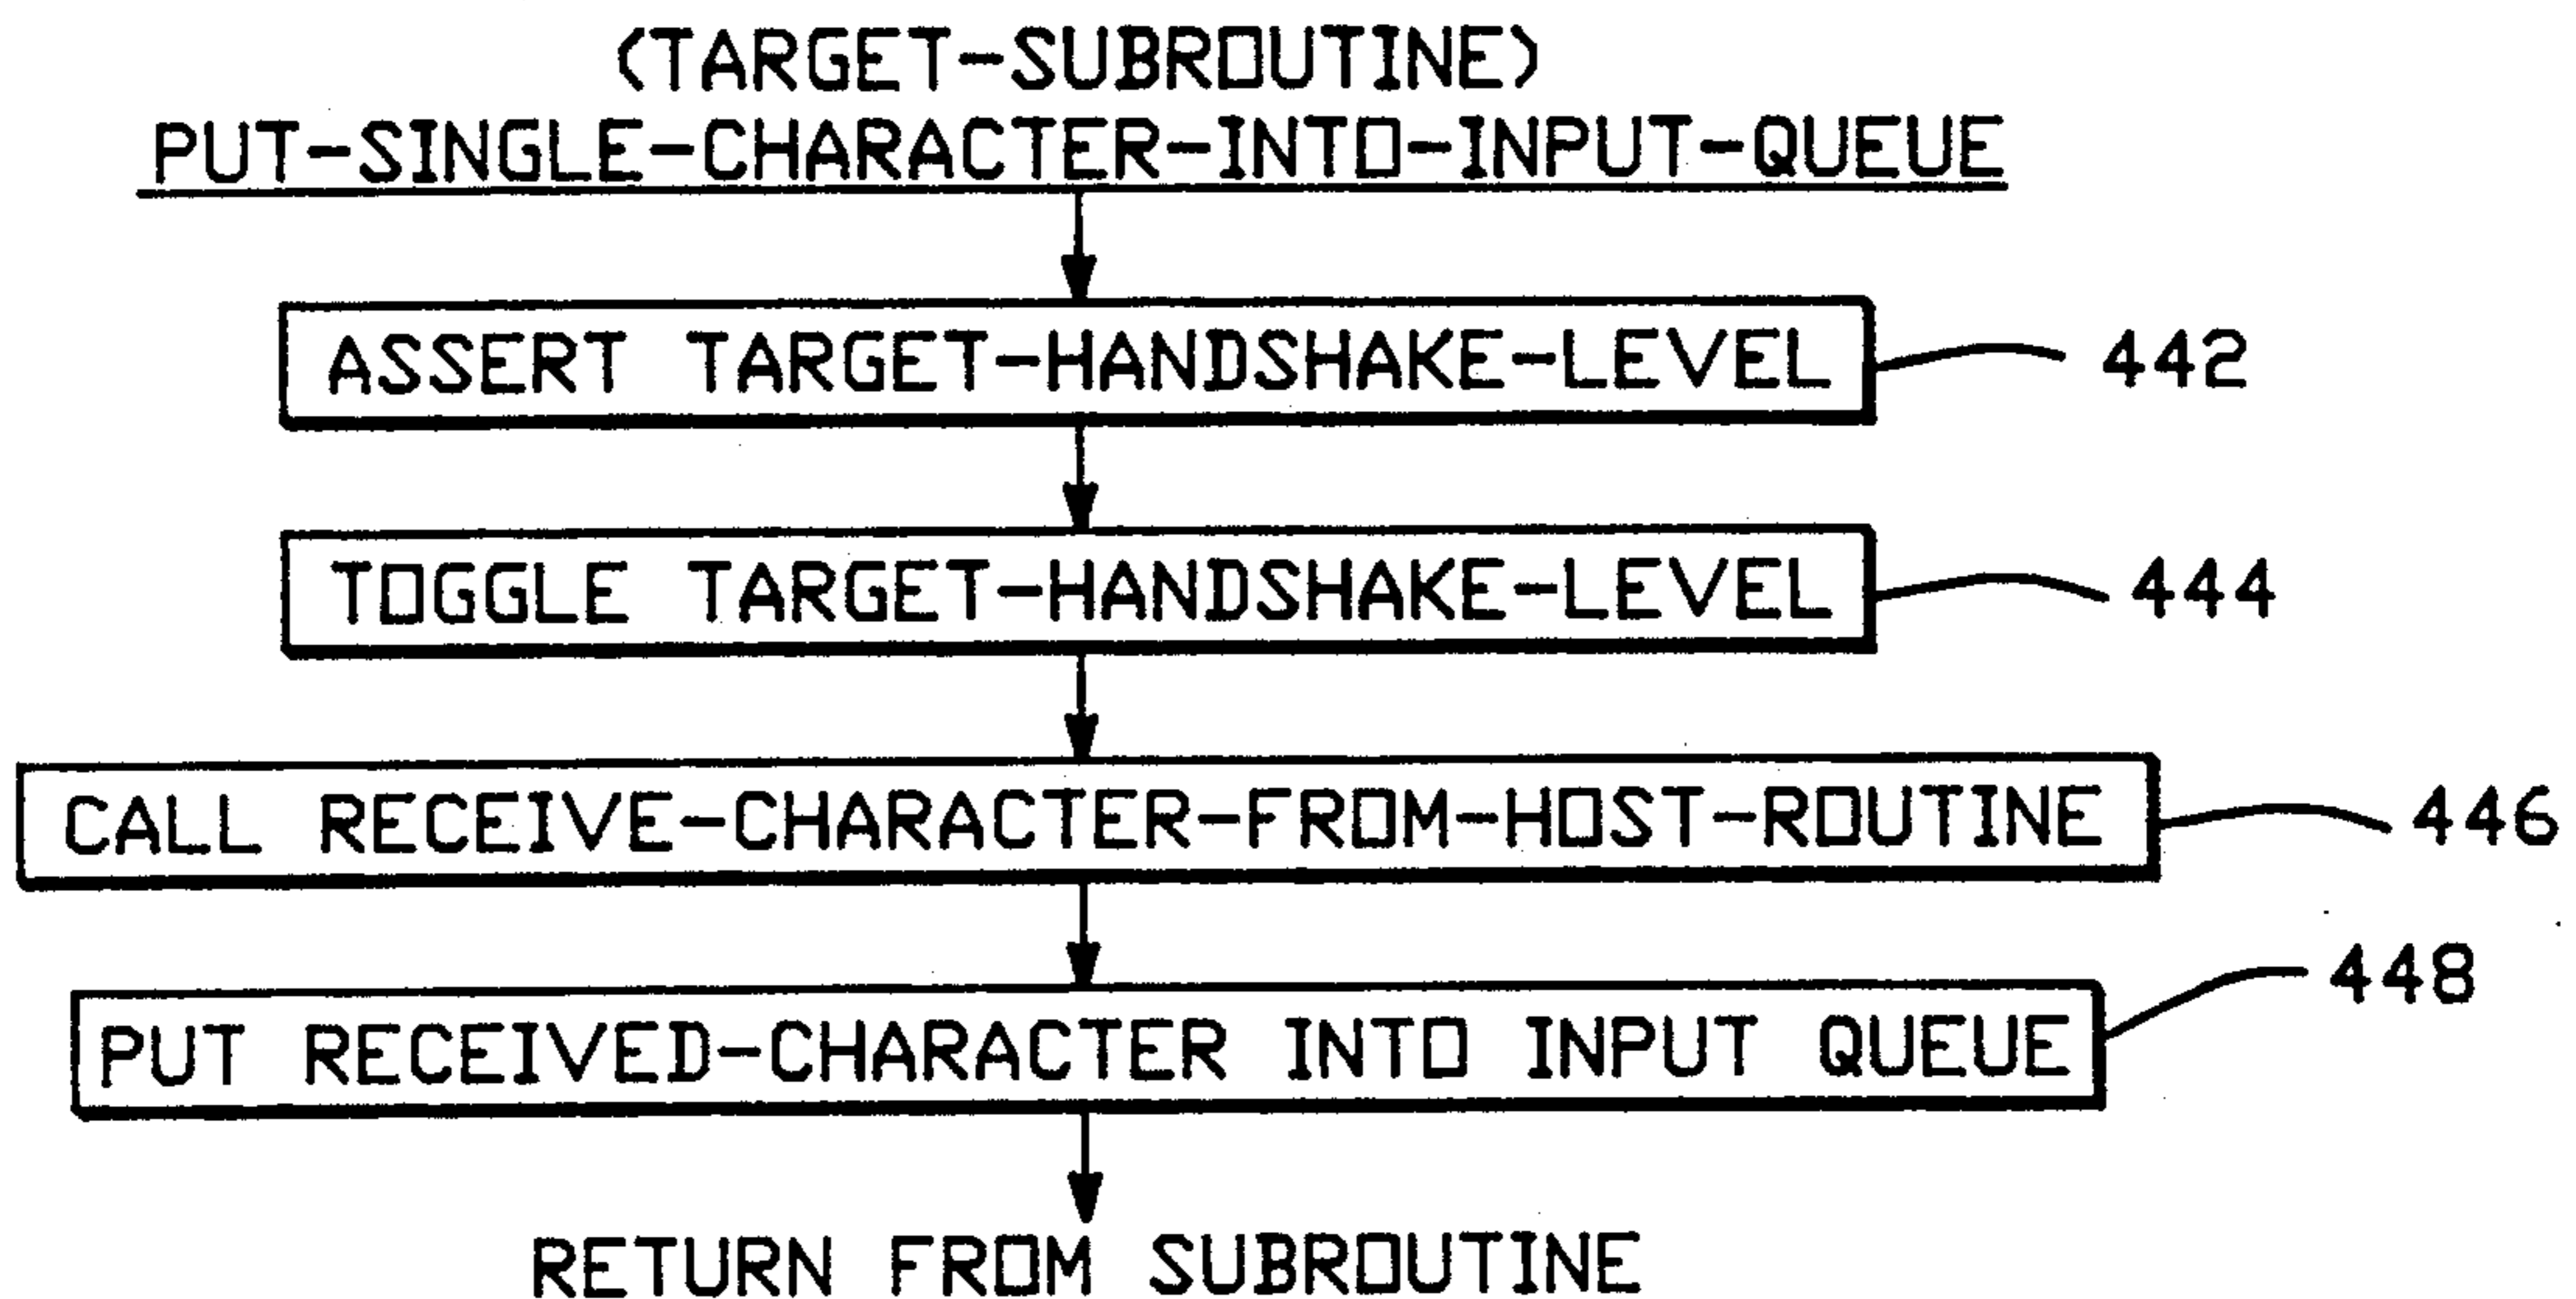 (TARGET-SUBROUTINE)
PUT-SINGLE-CHARACTER-INTO-INPUT-QUEUE
ASSERT TARGET-HANDSHAKE-LEVEL 442
TOGGLE TARGET-HANDSHAKE-LEVEL 444
CALL RECEIVE-CHARACTER-FROM-HOST-ROUTINE 446
PUT RECEIVED-CHARACTER INTO INPUT QUEUE 448
RETURN FROM SUBROUTINE